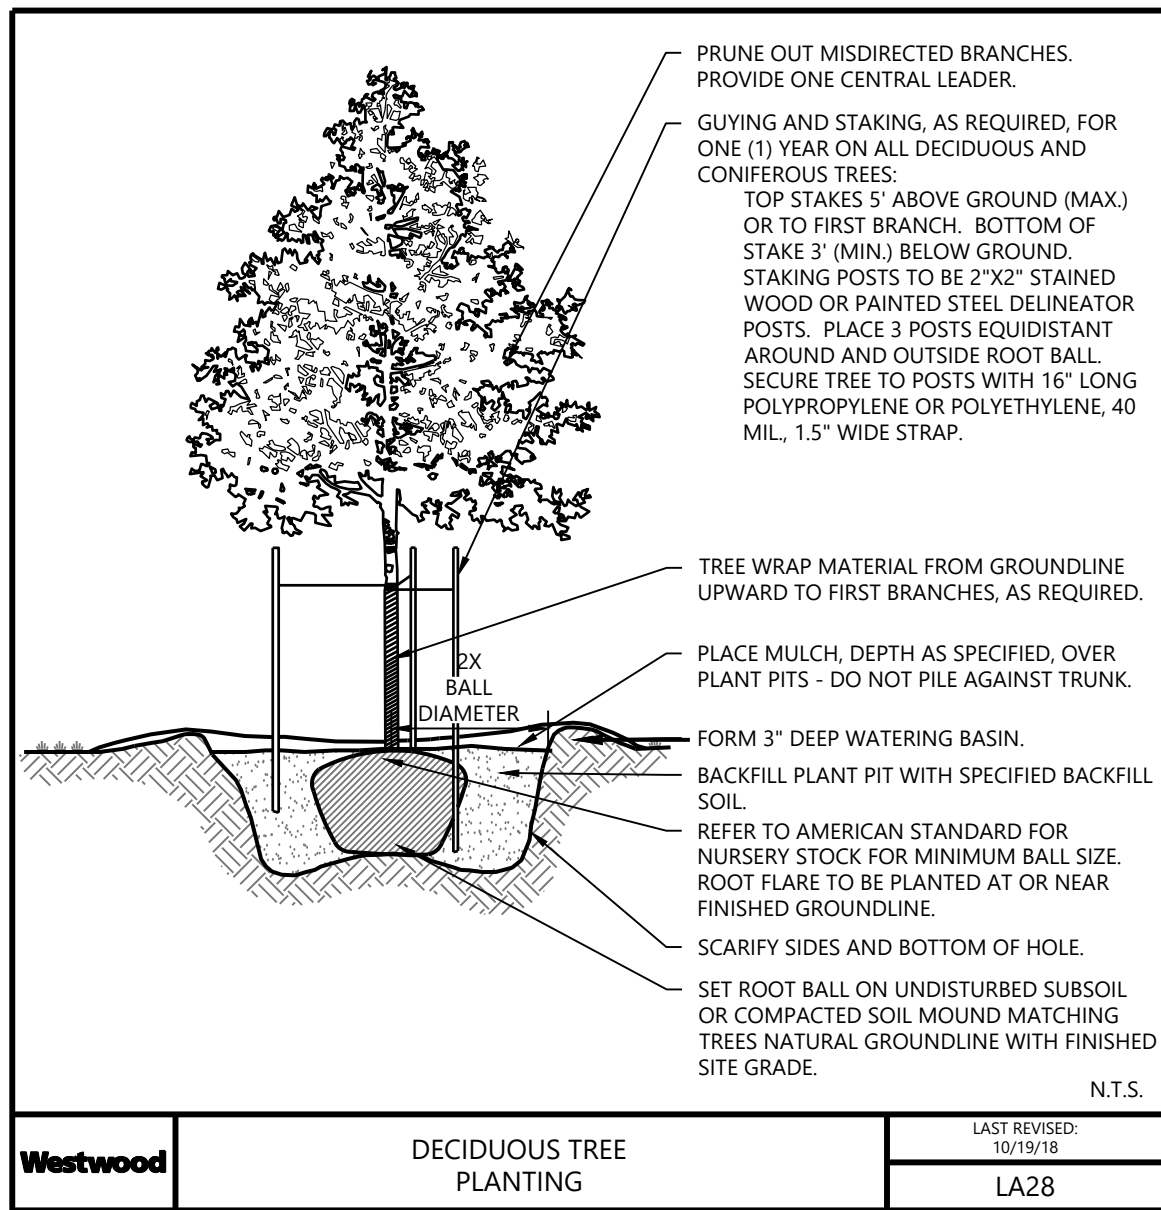 PRUNE OUT MISDIRECTED BRANCHES.
PROVIDE ONE CENTRAL LEADER.
GUYING AND STAKING, AS REQUIRED, FOR
ONE (1) YEAR ON ALL DECIDUOUS AND
CONIFEROUS TREES:
TOP STAKES 5' ABOVE GROUND (MAX.)
OR TO FIRST BRANCH. BOTTOM OF
STAKE 3' (MIN.) BELOW GROUND.
STAKING POSTS TO BE 2"X2" STAINED
WOOD OR PAINTED STEEL DELINEATOR
POSTS. PLACE 3 POSTS EQUIDISTANT
AROUND AND OUTSIDE ROOT BALL.
SECURE TREE TO POSTS WITH 16" LONG
POLYPROPYLENE OR POLYETHYLENE, 40
MIL., 1.5" WIDE STRAP.
TREE WRAP MATERIAL FROM GROUNDLINE
UPWARD TO FIRST BRANCHES, AS REQUIRED.
2X
BALL
DIAMETER
PLACE MULCH, DEPTH AS SPECIFIED, OVER
PLANT PITS - DO NOT PILE AGAINST TRUNK.
FORM 3" DEEP WATERING BASIN.
BACKFILL PLANT PIT WITH SPECIFIED BACKFILL
SOIL.
REFER TO AMERICAN STANDARD FOR
NURSERY STOCK FOR MINIMUM BALL SIZE.
ROOT FLARE TO BE PLANTED AT OR NEAR
FINISHED GROUNDLINE.
SCARIFY SIDES AND BOTTOM OF HOLE.
SET ROOT BALL ON UNDISTURBED SUBSOIL
OR COMPACTED SOIL MOUND MATCHING
TREES NATURAL GROUNDLINE WITH FINISHED
SITE GRADE.
N.T.S.
Westwood
DECIDUOUS TREE
PLANTING
LAST REVISED:
10/19/18
LA28